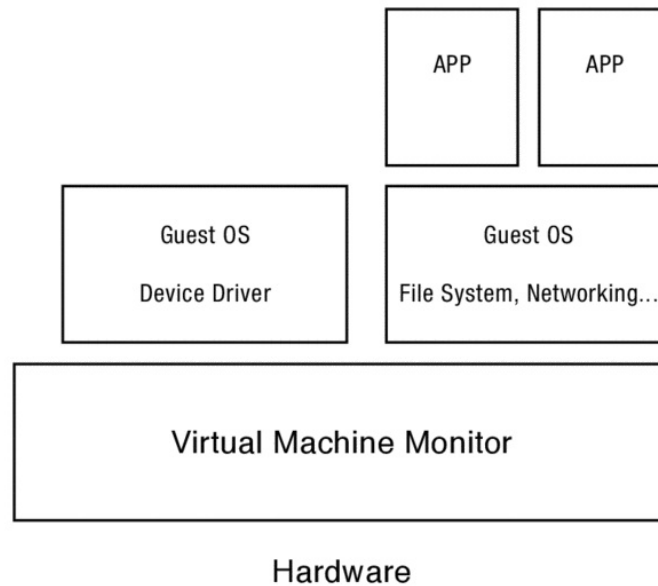 APP
APP
Guest OS
Device Driver
Guest OS
File System, Networking...
Virtual Machine Monitor
Hardware